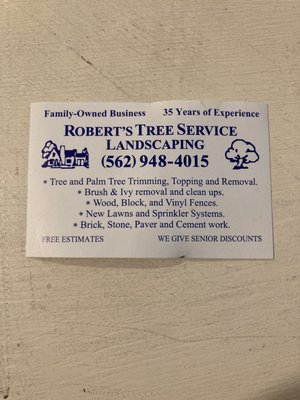 Family-Owned Business 35 Years of Experience
ROBERT'S TREE SERVICE
LANDSCAPING
(562) 948-4015
* Tree and Palm Tree Trimming, Topping and Removal.
* Brush & Ivy removal and clean ups.
* Wood, Block, and Vinyl Fences.
* New Lawns and Sprinkler Systems.
* Brick, Stone, Paver and Cement work.
FREE ESTIMATES WE GIVE SENIOR DISCOUNTS